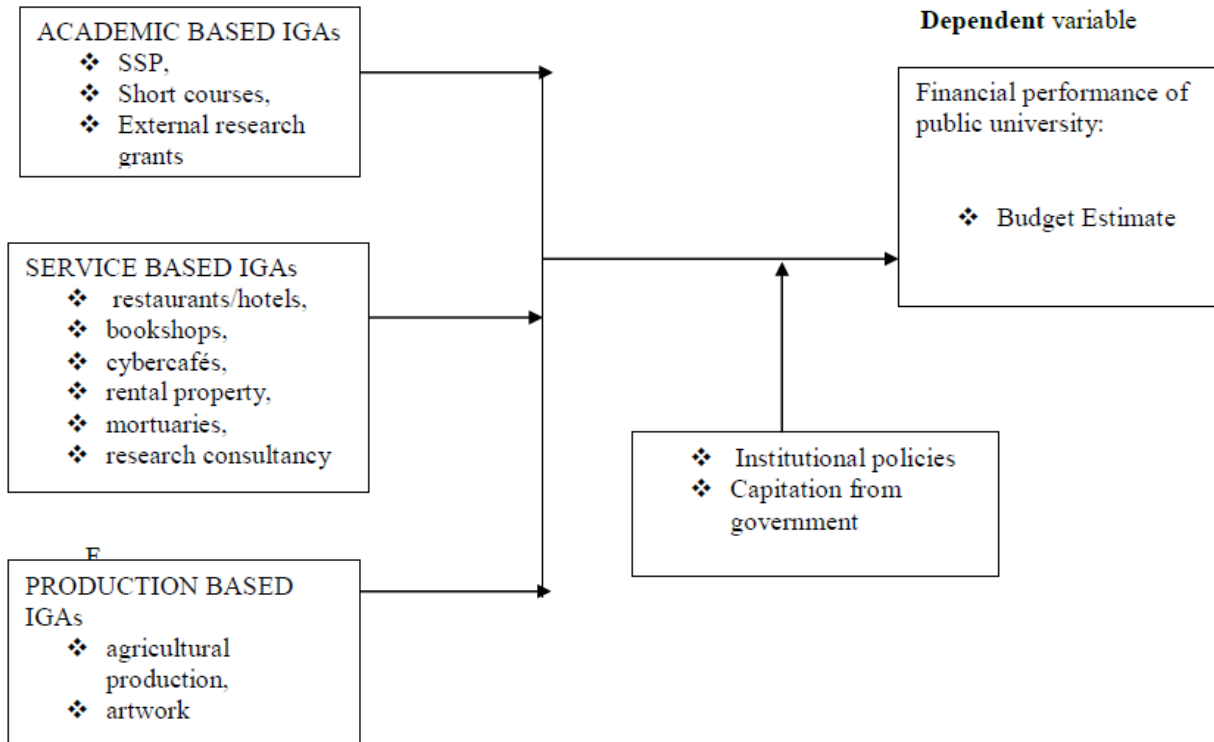 ACADEMIC BASED IGAs
❖ SSP,
❖ Short courses,
❖ External research
grants
SERVICE BASED IGAs
❖ restaurants/hotels,
❖ bookshops,
❖ cybercafés,
❖ rental property,
❖ mortuaries,
❖ research consultancy
PRODUCTION BASED
IGAs
❖ agricultural
production,
❖ artwork
❖ Institutional policies
❖ Capitation from
government
Dependent variable
Financial performance of
public university:
❖ Budget Estimate